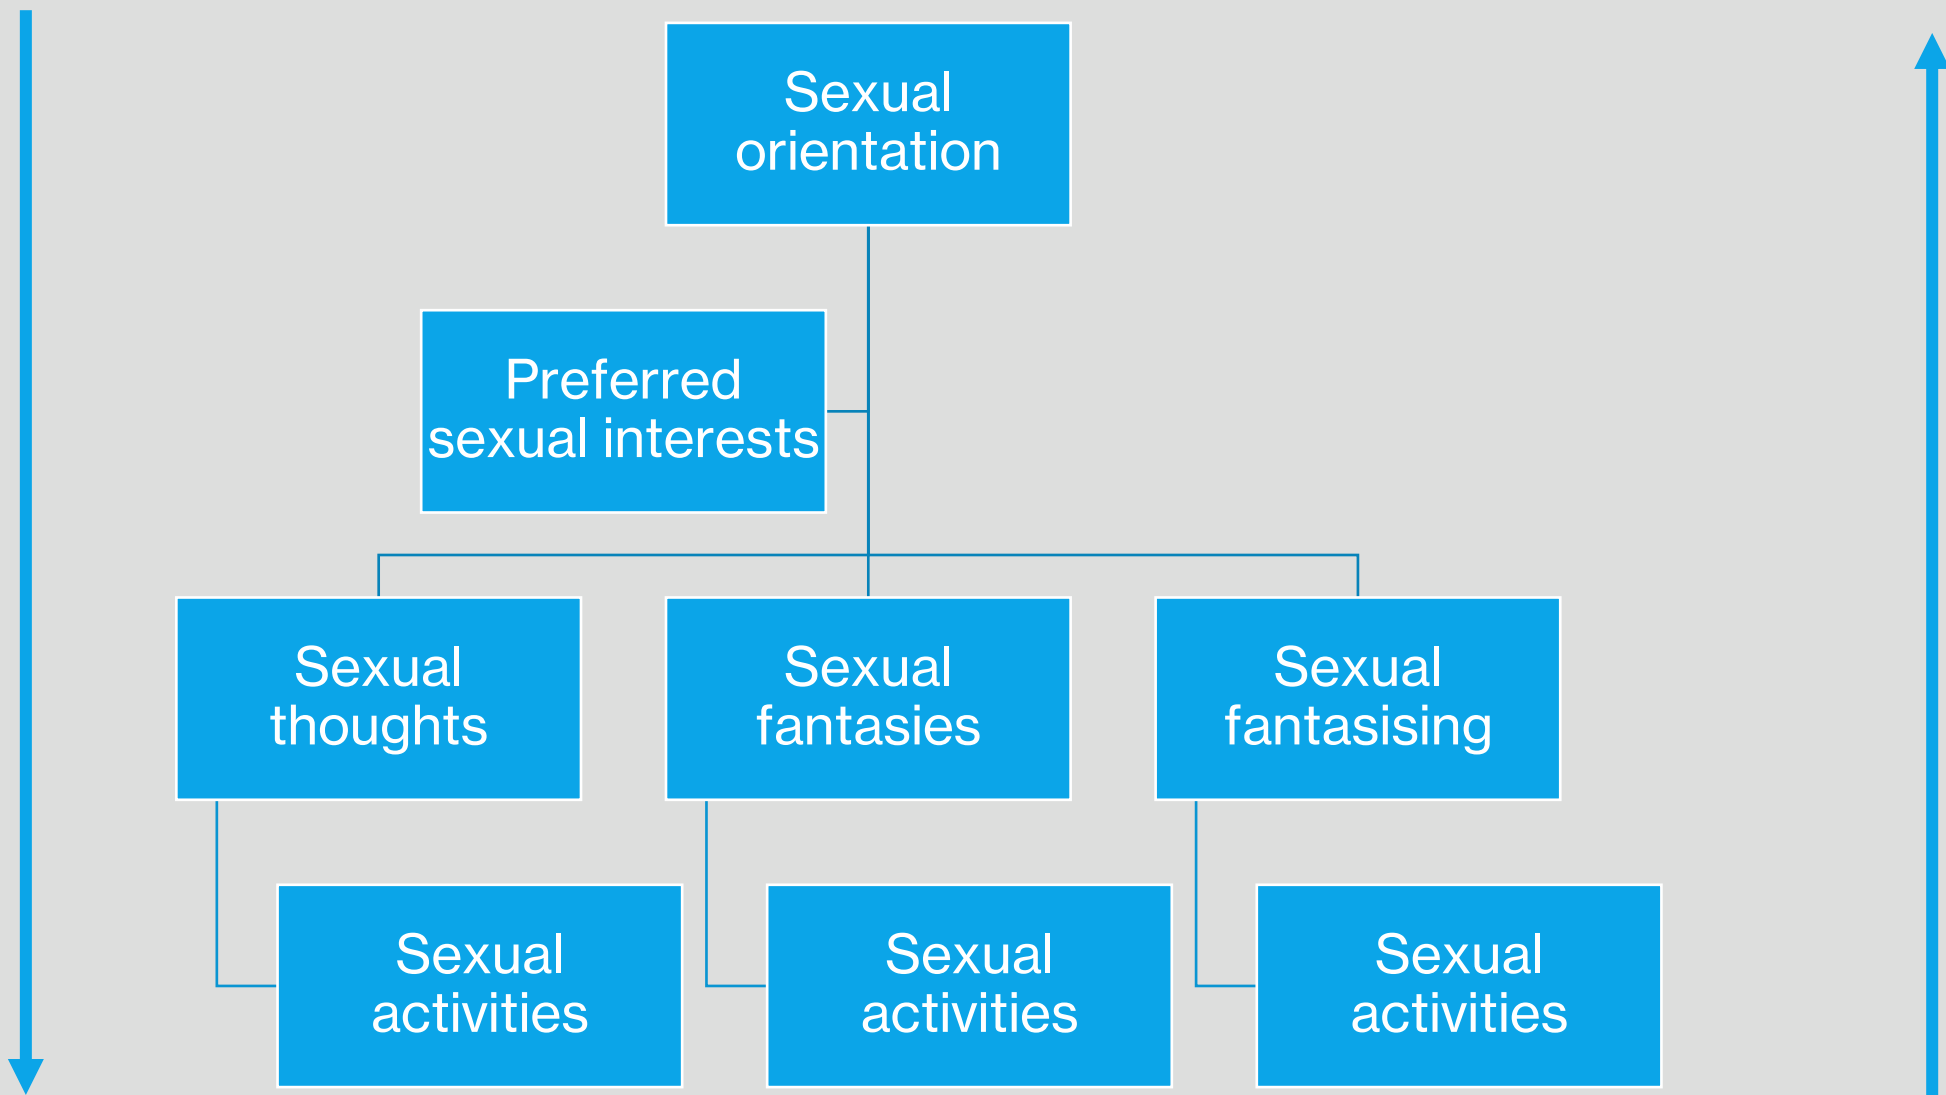 Sexual
orientation
Preferred
sexual interests
Sexual
thoughts
Sexual
fantasies
Sexual
fantasising
Sexual
activities
Sexual
activities
Sexual
activities